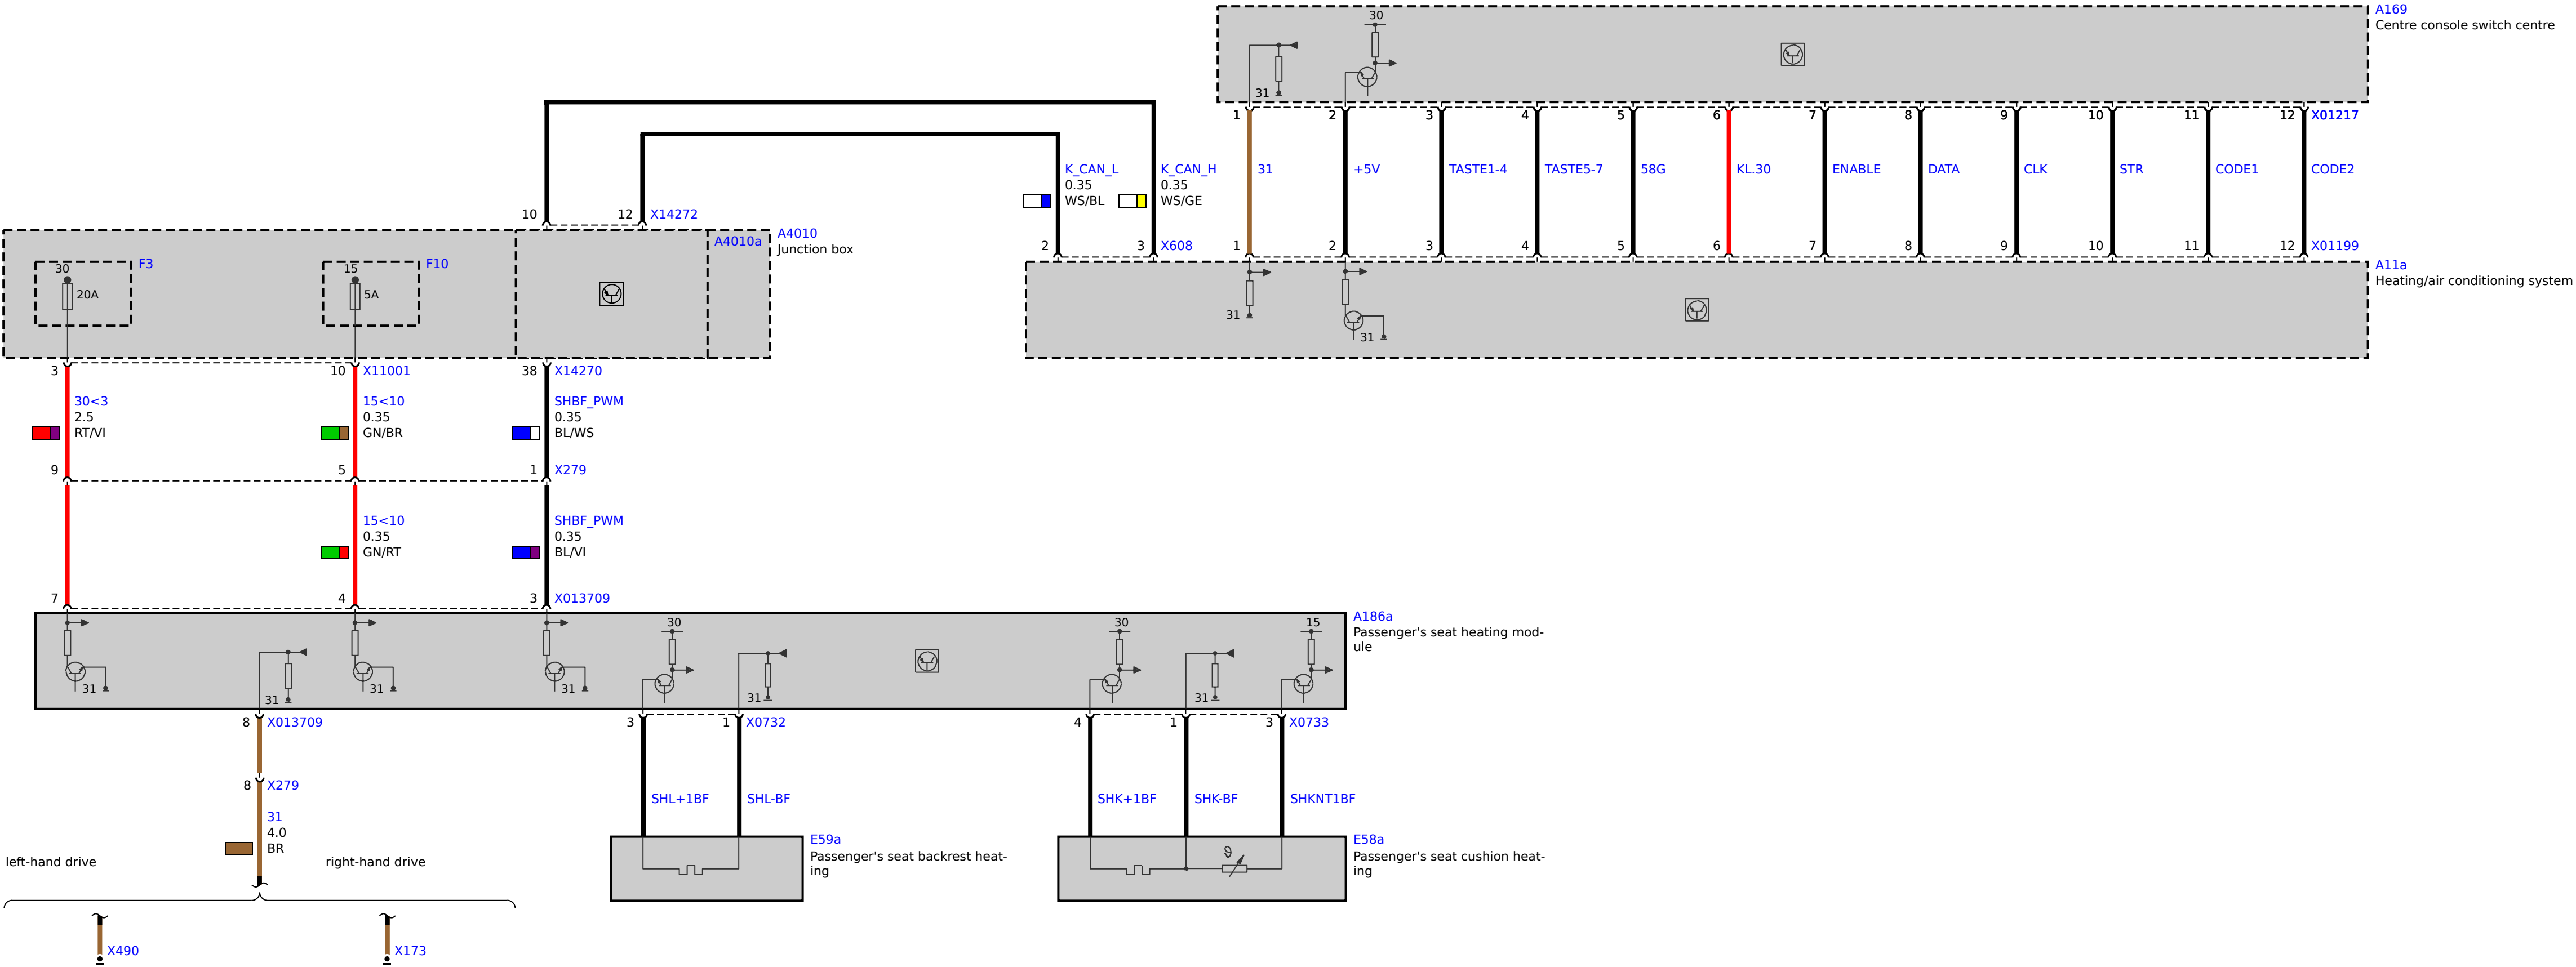 30
A169
Centre console switch centre
31
1
2
3
4
5
6
7
8
9
10
11
12
X01217
K_CAN_L
0.35
WS/BL
K_CAN_H
0.35
WS/GE
31
+5V
TASTE1-4
TASTE5-7
58G
KL.30
ENABLE
DATA
CLK
STR
CODE1
CODE2
10
12
X14272
2
3
X608
1
2
3
4
5
6
7
8
9
10
11
12
X01199
A4010a
A4010
Junction box
30
F3
20A
15
F10
5A
A11a
Heating/air conditioning system
31
31
3
10
X11001
38
X14270
30<3
2.5
RT/VI
15<10
0.35
GN/BR
SHBF_PWM
0.35
BL/WS
9
5
1
X279
15<10
0.35
GN/RT
SHBF_PWM
0.35
BL/VI
7
4
3
X013709
A186a
Passenger's seat heating mod-
ule
30
30
15
31
31
31
31
31
31
8
X013709
3
1
X0732
4
1
3
X0733
8
X279
31
4.0
BR
SHL+1BF
SHL-BF
SHK+1BF
SHK-BF
SHKNT1BF
E59a
Passenger's seat backrest heat-
ing
E58a
Passenger's seat cushion heat-
ing
ϑ
left-hand drive
right-hand drive
X490
X173